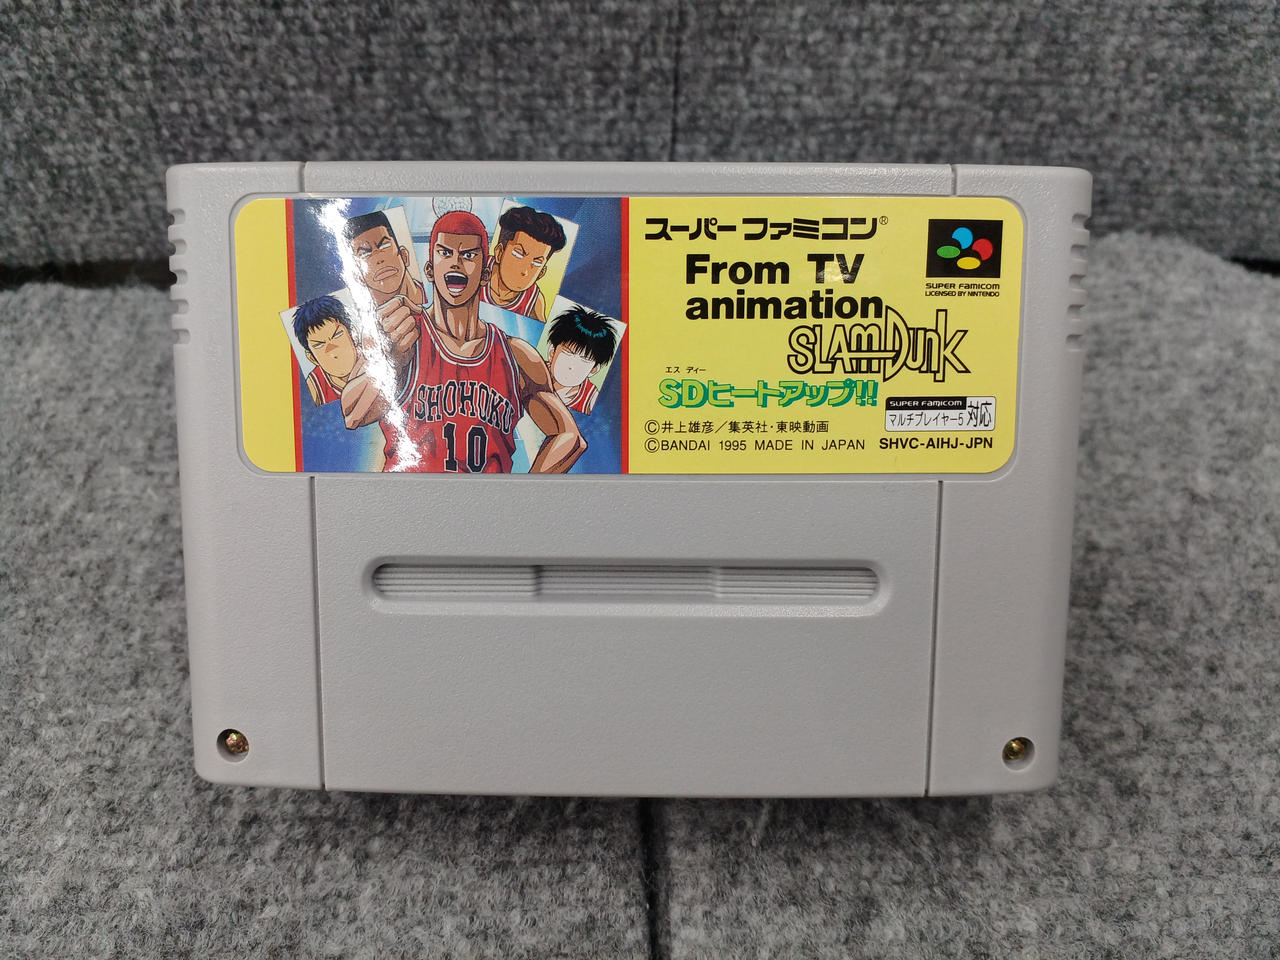 スーパーファミコン®
From TV
animation
SLAM DUNK
エス ディー
SDヒートアップ!!
©井上雄彦/集英社・東映動画
©BANDAI 1995 MADE IN JAPAN
SUPER FAMICOM
LICENSED BY NINTENDO
SUPER FAMICOM
マルチプレイヤー5 対応
SHVC-AIHJ-JPN
SHOHOKU
10